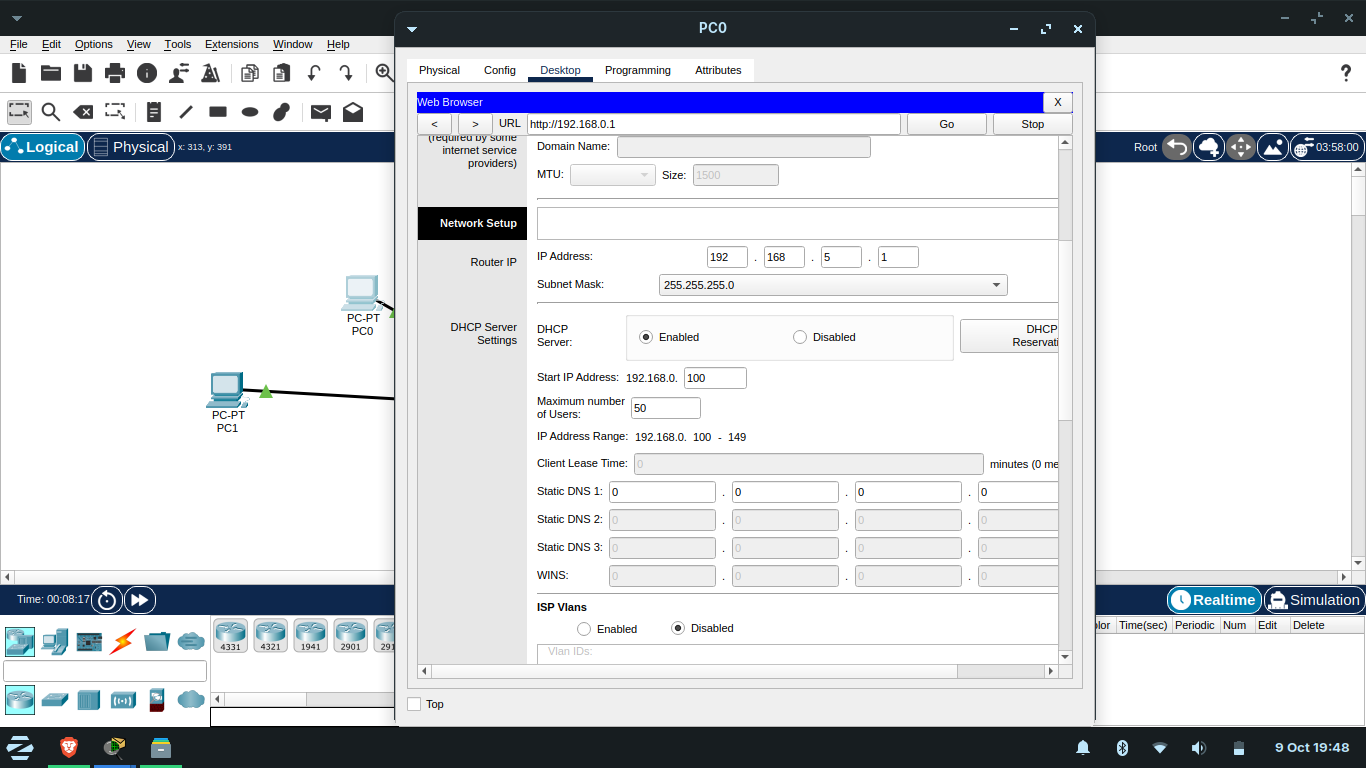 PC0
File Edit Options View Tools Extensions Window Help
Physical Config Desktop Programming Attributes
?
Web Browser X
< > URL http://192.168.0.1 Go Stop
Logical Physical x: 313, y: 391
Root 03:58:00
(required by some
internet service
providers)
Domain Name:
MTU: Size: 1500
Network Setup
Router IP
IP Address: 192 . 168 . 5 . 1
Subnet Mask: 255.255.255.0
DHCP Server
Settings
DHCP
Server:
Enabled Disabled
DHCP
Reservati
Start IP Address: 192.168.0. 100
Maximum number
of Users: 50
IP Address Range: 192.168.0. 100 - 149
Client Lease Time: 0 minutes (0 me
Static DNS 1: 0 . 0 . 0 . 0
Static DNS 2: 0 . 0 . 0 . 0
Static DNS 3: 0 . 0 . 0 . 0
WINS: 0 . 0 . 0 . 0
ISP Vlans
Enabled Disabled
Vlan IDs:
Top
PC-PT
PC0
PC-PT
PC1
Time: 00:08:17
Realtime Simulation
4331 4321 1941 2901 291
olor Time(sec) Periodic Num Edit Delete
9 Oct 19:48